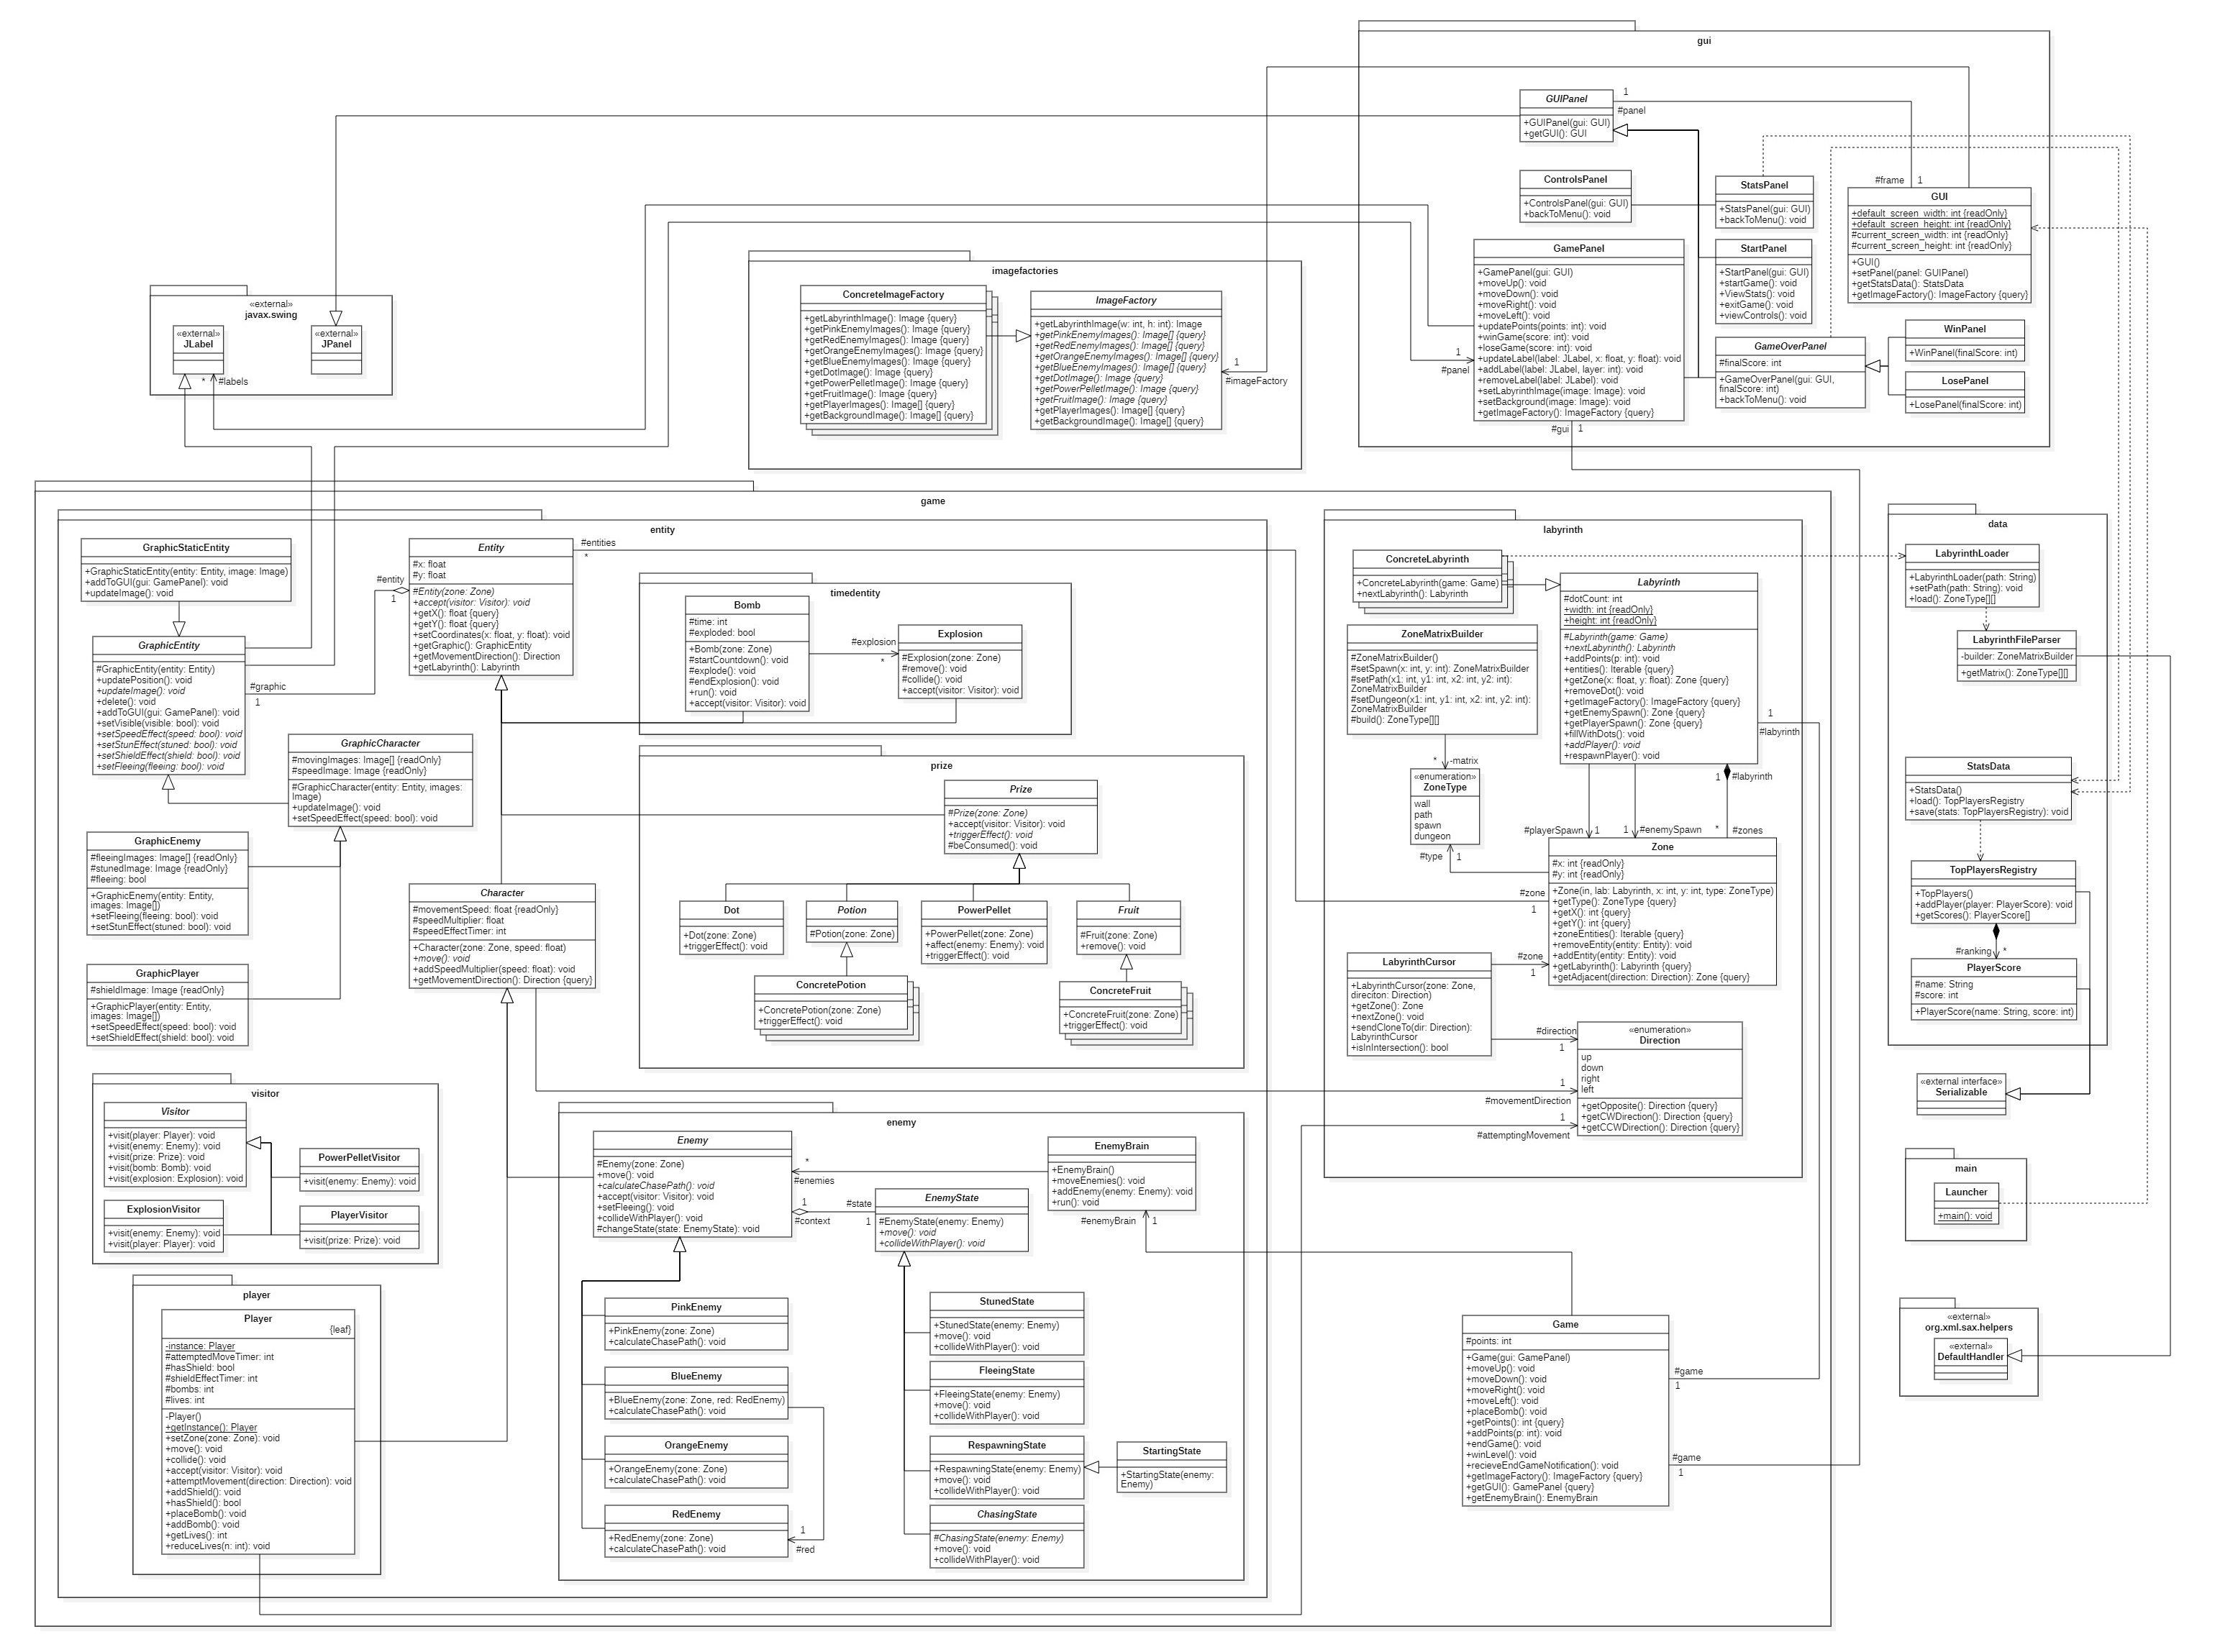 gui
GUIPanel
+GUIPanel(gui: GUI)
+getGUI(): GUI
1
#panel
ControlsPanel
+ControlsPanel(gui: GUI)
+backToMenu(): void
StatsPanel
+StatsPanel(gui: GUI)
+backToMenu(): void
#frame
1
GUI
+default_screen_width: int {readOnly}
+default_screen_height: int {readOnly}
#current_screen_width: int {readOnly}
#current_screen_height: int {readOnly}
+GUI()
+setPanel(panel: GUIPanel)
+getStatsData(): StatsData
+getImageFactory(): ImageFactory {query}
GamePanel
+GamePanel(gui: GUI)
+moveUp(): void
+moveDown(): void
+moveRight(): void
+moveLeft(): void
+updatePoints(points: int): void
+winGame(score: int): void
+loseGame(score: int): void
+updateLabel(label: JLabel, x: float, y: float): void
+addLabel(label: JLabel, layer: int): void
+removeLabel(label: JLabel): void
+setLabyrinthImage(image: Image): void
+setBackground(image: Image): void
+getImageFactory(): ImageFactory {query}
1
#panel
#gui
1
StartPanel
+StartPanel(gui: GUI)
+startGame(): void
+ViewStats(): void
+exitGame(): void
+viewControls(): void
GameOverPanel
#finalScore: int
+GameOverPanel(gui: GUI,
finalScore: int)
+backToMenu(): void
WinPanel
+WinPanel(finalScore: int)
LosePanel
+LosePanel(finalScore: int)
imagefactories
ConcreteImageFactory
+getLabyrinthImage(): Image {query}
+getPinkEnemyImages(): Image {query}
+getRedEnemyImages(): Image {query}
+getOrangeEnemyImages(): Image {query}
+getBlueEnemyImages(): Image {query}
+getDotImage(): Image {query}
+getPowerPelletImage(): Image {query}
+getFruitImage(): Image {query}
+getPlayerImages(): Image[] {query}
+getBackgroundImage(): Image[] {query}
ImageFactory
+getLabyrinthImage(w: int, h: int): Image
+getPinkEnemyImages(): Image[] {query}
+getRedEnemyImages(): Image[] {query}
+getOrangeEnemyImages(): Image[] {query}
+getBlueEnemyImages(): Image[] {query}
+getDotImage(): Image {query}
+getPowerPelletImage(): Image {query}
+getFruitImage(): Image {query}
+getPlayerImages(): Image[] {query}
+getBackgroundImage(): Image[] {query}
1
#imageFactory
«external»
javax.swing
«external»
JLabel
«external»
JPanel
*
#labels
game
entity
GraphicStaticEntity
+GraphicStaticEntity(entity: Entity, image: Image)
+addToGUI(gui: GamePanel): void
+updateImage(): void
GraphicEntity
#GraphicEntity(entity: Entity)
+updatePosition(): void
+updateImage(): void
+delete(): void
+addToGUI(gui: GamePanel): void
+setVisible(visible: bool): void
+setSpeedEffect(speed: bool): void
+setStunEffect(stuned: bool): void
+setShieldEffect(shield: bool): void
+setFleeing(fleeing: bool): void
#entity
1
#graphic
1
Entity
#x: float
#y: float
#Entity(zone: Zone)
+accept(visitor: Visitor): void
+getX(): float {query}
+getY(): float {query}
+setCoordinates(x: float, y: float): void
+getGraphic(): GraphicEntity
+getMovementDirection(): Direction
+getLabyrinth(): Labyrinth
#entities
*
GraphicCharacter
#movingImages: Image[] {readOnly}
#speedImage: Image {readOnly}
#GraphicCharacter(entity: Entity, images:
Image)
+updateImage(): void
+setSpeedEffect(speed: bool): void
GraphicEnemy
#fleeingImages: Image[] {readOnly}
#stunedImage: Image {readOnly}
#fleeing: bool
+GraphicEnemy(entity: Entity,
images: Image[])
+setFleeing(fleeing: bool): void
+setStunEffect(stuned: bool): void
GraphicPlayer
#shieldImage: Image {readOnly}
+GraphicPlayer(entity: Entity,
images: Image[])
+setSpeedEffect(speed: bool): void
+setShieldEffect(shield: bool): void
Character
#movementSpeed: float {readOnly}
#speedMultiplier: float
#speedEffectTimer: int
+Character(zone: Zone, speed: float)
+move(): void
+addSpeedMultiplier(speed: float): void
+getMovementDirection(): Direction {query}
timedentity
Bomb
#time: int
#exploded: bool
+Bomb(zone: Zone)
#startCountdown(): void
#explode(): void
#endExplosion(): void
+run(): void
+accept(visitor: Visitor): void
#explosion
*
Explosion
#Explosion(zone: Zone)
#remove(): void
#collide(): void
+accept(visitor: Visitor): void
prize
Prize
#Prize(zone: Zone)
+accept(visitor: Visitor): void
+triggerEffect(): void
#beConsumed(): void
Dot
+Dot(zone: Zone)
+triggerEffect(): void
Potion
#Potion(zone: Zone)
PowerPellet
+PowerPellet(zone: Zone)
+affect(enemy: Enemy): void
+triggerEffect(): void
Fruit
#Fruit(zone: Zone)
+remove(): void
ConcretePotion
+ConcretePotion(zone: Zone)
+triggerEffect(): void
ConcreteFruit
+ConcreteFruit(zone: Zone)
+triggerEffect(): void
visitor
Visitor
+visit(player: Player): void
+visit(enemy: Enemy): void
+visit(prize: Prize): void
+visit(bomb: Bomb): void
+visit(explosion: Explosion): void
PowerPelletVisitor
+visit(enemy: Enemy): void
ExplosionVisitor
+visit(enemy: Enemy): void
+visit(player: Player): void
PlayerVisitor
+visit(prize: Prize): void
player
Player
{leaf}
-instance: Player
#attemptedMoveTimer: int
#hasShield: bool
#shieldEffectTimer: int
#bombs: int
#lives: int
-Player()
+getInstance(): Player
+setZone(zone: Zone): void
+move(): void
+collide(): void
+accept(visitor: Visitor): void
+attemptMovement(direction: Direction): void
+addShield(): void
+hasShield(): bool
+placeBomb(): void
+addBomb(): void
+getLives(): int
+reduceLives(n: int): void
enemy
Enemy
#Enemy(zone: Zone)
+move(): void
+calculateChasePath(): void
+accept(visitor: Visitor): void
+setFleeing(): void
+collideWithPlayer(): void
#changeState(state: EnemyState): void
*
#enemies
1
#context
#state
1
EnemyBrain
+EnemyBrain()
+moveEnemies(): void
+addEnemy(enemy: Enemy): void
+run(): void
#enemyBrain
1
EnemyState
#EnemyState(enemy: Enemy)
+move(): void
+collideWithPlayer(): void
PinkEnemy
+PinkEnemy(zone: Zone)
+calculateChasePath(): void
BlueEnemy
+BlueEnemy(zone: Zone, red: RedEnemy)
+calculateChasePath(): void
OrangeEnemy
+OrangeEnemy(zone: Zone)
+calculateChasePath(): void
RedEnemy
+RedEnemy(zone: Zone)
+calculateChasePath(): void
1
#red
StunedState
+StunedState(enemy: Enemy)
+move(): void
+collideWithPlayer(): void
FleeingState
+FleeingState(enemy: Enemy)
+move(): void
+collideWithPlayer(): void
RespawningState
+RespawningState(enemy: Enemy)
+move(): void
+collideWithPlayer(): void
StartingState
+StartingState(enemy:
Enemy)
ChasingState
#ChasingState(enemy: Enemy)
+move(): void
+collideWithPlayer(): void
labyrinth
ConcreteLabyrinth
+ConcreteLabyrinth(game: Game)
+nextLabyrinth(): Labyrinth
Labyrinth
#dotCount: int
+width: int {readOnly}
+height: int {readOnly}
#Labyrinth(game: Game)
+nextLabyrinth(): Labyrinth
+addPoints(p: int): void
+entities(): Iterable {query}
+getZone(x: float, y: float): Zone {query}
+removeDot(): void
+getImageFactory(): ImageFactory {query}
+getEnemySpawn(): Zone {query}
+getPlayerSpawn(): Zone {query}
+fillWithDots(): void
+addPlayer(): void
+respawnPlayer(): void
1
#labyrinth
ZoneMatrixBuilder
#ZoneMatrixBuilder()
#setSpawn(x: int, y: int): ZoneMatrixBuilder
#setPath(x1: int, y1: int, x2: int, y2: int):
ZoneMatrixBuilder
#setDungeon(x1: int, y1: int, x2: int, y2: int):
ZoneMatrixBuilder
#build(): ZoneType[][]
*
-matrix
«enumeration»
ZoneType
wall
path
spawn
dungeon
#type
1
#playerSpawn
1
1
#enemySpawn
1
#labyrinth
*
#zones
Zone
#x: int {readOnly}
#y: int {readOnly}
+Zone(in, lab: Labyrinth, x: int, y: int, type: ZoneType)
+getType(): ZoneType {query}
+getX(): int {query}
+getY(): int {query}
+zoneEntities(): Iterable {query}
+removeEntity(entity: Entity): void
+addEntity(entity: Entity): void
+getLabyrinth(): Labyrinth {query}
+getAdjacent(direction: Direction): Zone {query}
#zone
1
LabyrinthCursor
+LabyrinthCursor(zone: Zone,
direciton: Direction)
+getZone(): Zone
+nextZone(): void
+sendCloneTo(dir: Direction):
LabyrinthCursor
+isInIntersection(): bool
#zone
1
#direction
1
«enumeration»
Direction
up
down
right
left
+getOpposite(): Direction {query}
+getCWDirection(): Direction {query}
+getCCWDirection(): Direction {query}
1
#movementDirection
1
#attemptingMovement
Game
#points: int
+Game(gui: GamePanel)
+moveUp(): void
+moveDown(): void
+moveRight(): void
+moveLeft(): void
+placeBomb(): void
+getPoints(): int {query}
+addPoints(p: int): void
+endGame(): void
+winLevel(): void
+recieveEndGameNotification(): void
+getImageFactory(): ImageFactory {query}
+getGUI(): GamePanel {query}
+getEnemyBrain(): EnemyBrain
#game
1
#game
1
data
LabyrinthLoader
+LabyrinthLoader(path: String)
+setPath(path: String): void
+load(): ZoneType[][]
LabyrinthFileParser
-builder: ZoneMatrixBuilder
+getMatrix(): ZoneType[][]
StatsData
+StatsData()
+load(): TopPlayersRegistry
+save(stats: TopPlayersRegistry): void
TopPlayersRegistry
+TopPlayers()
+addPlayer(player: PlayerScore): void
+getScores(): PlayerScore[]
#ranking
*
PlayerScore
#name: String
#score: int
+PlayerScore(name: String, score: int)
«external interface»
Serializable
main
Launcher
+main(): void
«external»
org.xml.sax.helpers
«external»
DefaultHandler